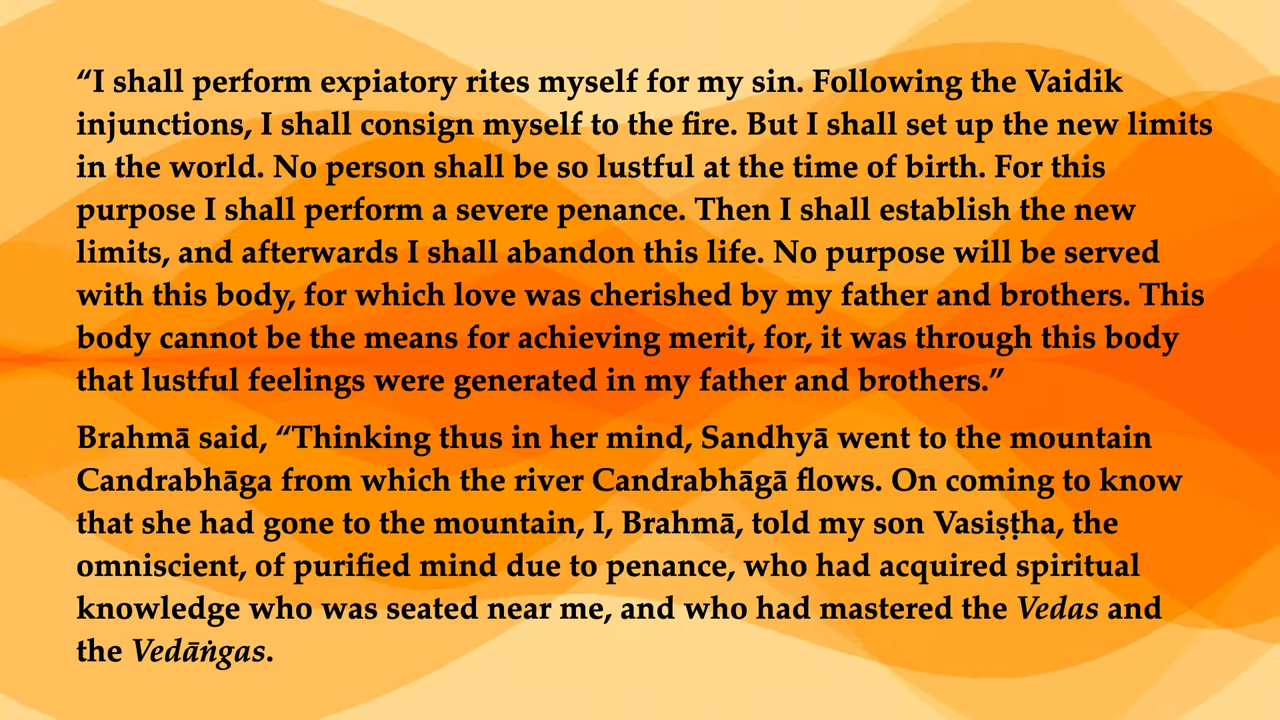 “I shall perform expiatory rites myself for my sin. Following the Vaidik
injunctions, I shall consign myself to the fire. But I shall set up the new limits
in the world. No person shall be so lustful at the time of birth. For this
purpose I shall perform a severe penance. Then I shall establish the new
limits, and afterwards I shall abandon this life. No purpose will be served
with this body, for which love was cherished by my father and brothers. This
body cannot be the means for achieving merit, for, it was through this body
that lustful feelings were generated in my father and brothers.”
Brahmā said, “Thinking thus in her mind, Sandhyā went to the mountain
Candrabhāga from which the river Candrabhāgā flows. On coming to know
that she had gone to the mountain, I, Brahmā, told my son Vasiṣṭha, the
omniscient, of purified mind due to penance, who had acquired spiritual
knowledge who was seated near me, and who had mastered the Vedas and
the Vedāṅgas.